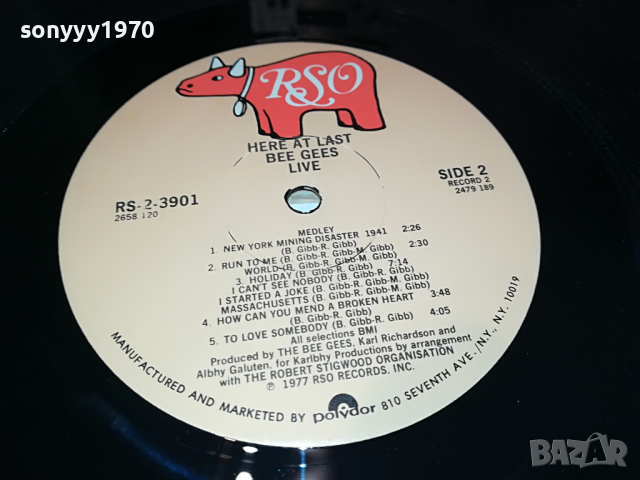 sonyyy1970
RSO
HERE AT LAST
BEE GEES
LIVE
RS-2-3901
2658 120
SIDE 2
RECORD 2
2479 189
MEDLEY
1. NEW YORK MINING DISASTER 1941 2:26
(B. Gibb-R. Gibb)
2. RUN TO ME (B. Gibb-R. Gibb-M. Gibb) 2:30
WORLD (B. Gibb-R. Gibb-M. Gibb)
3. HOLIDAY (B. Gibb-R. Gibb) 7:14
I CAN'T SEE NOBODY (B. Gibb-R. Gibb)
I STARTED A JOKE (B. Gibb-R. Gibb-M. Gibb)
MASSACHUSETTS (B. Gibb-R. Gibb-M. Gibb)
4. HOW CAN YOU MEND A BROKEN HEART 3:48
(B. Gibb-R. Gibb)
5. TO LOVE SOMEBODY (B. Gibb-R. Gibb) 4:05
All selections BMI
Produced by THE BEE GEES, Karl Richardson and
Albhy Galuten, for Karlbhy Productions by arrangement
with THE ROBERT STIGWOOD ORGANISATION
℗ 1977 RSO RECORDS, INC.
MANUFACTURED AND MARKETED BY polydor 810 SEVENTH AVE./N.Y., N.Y. 10019
BAZAR